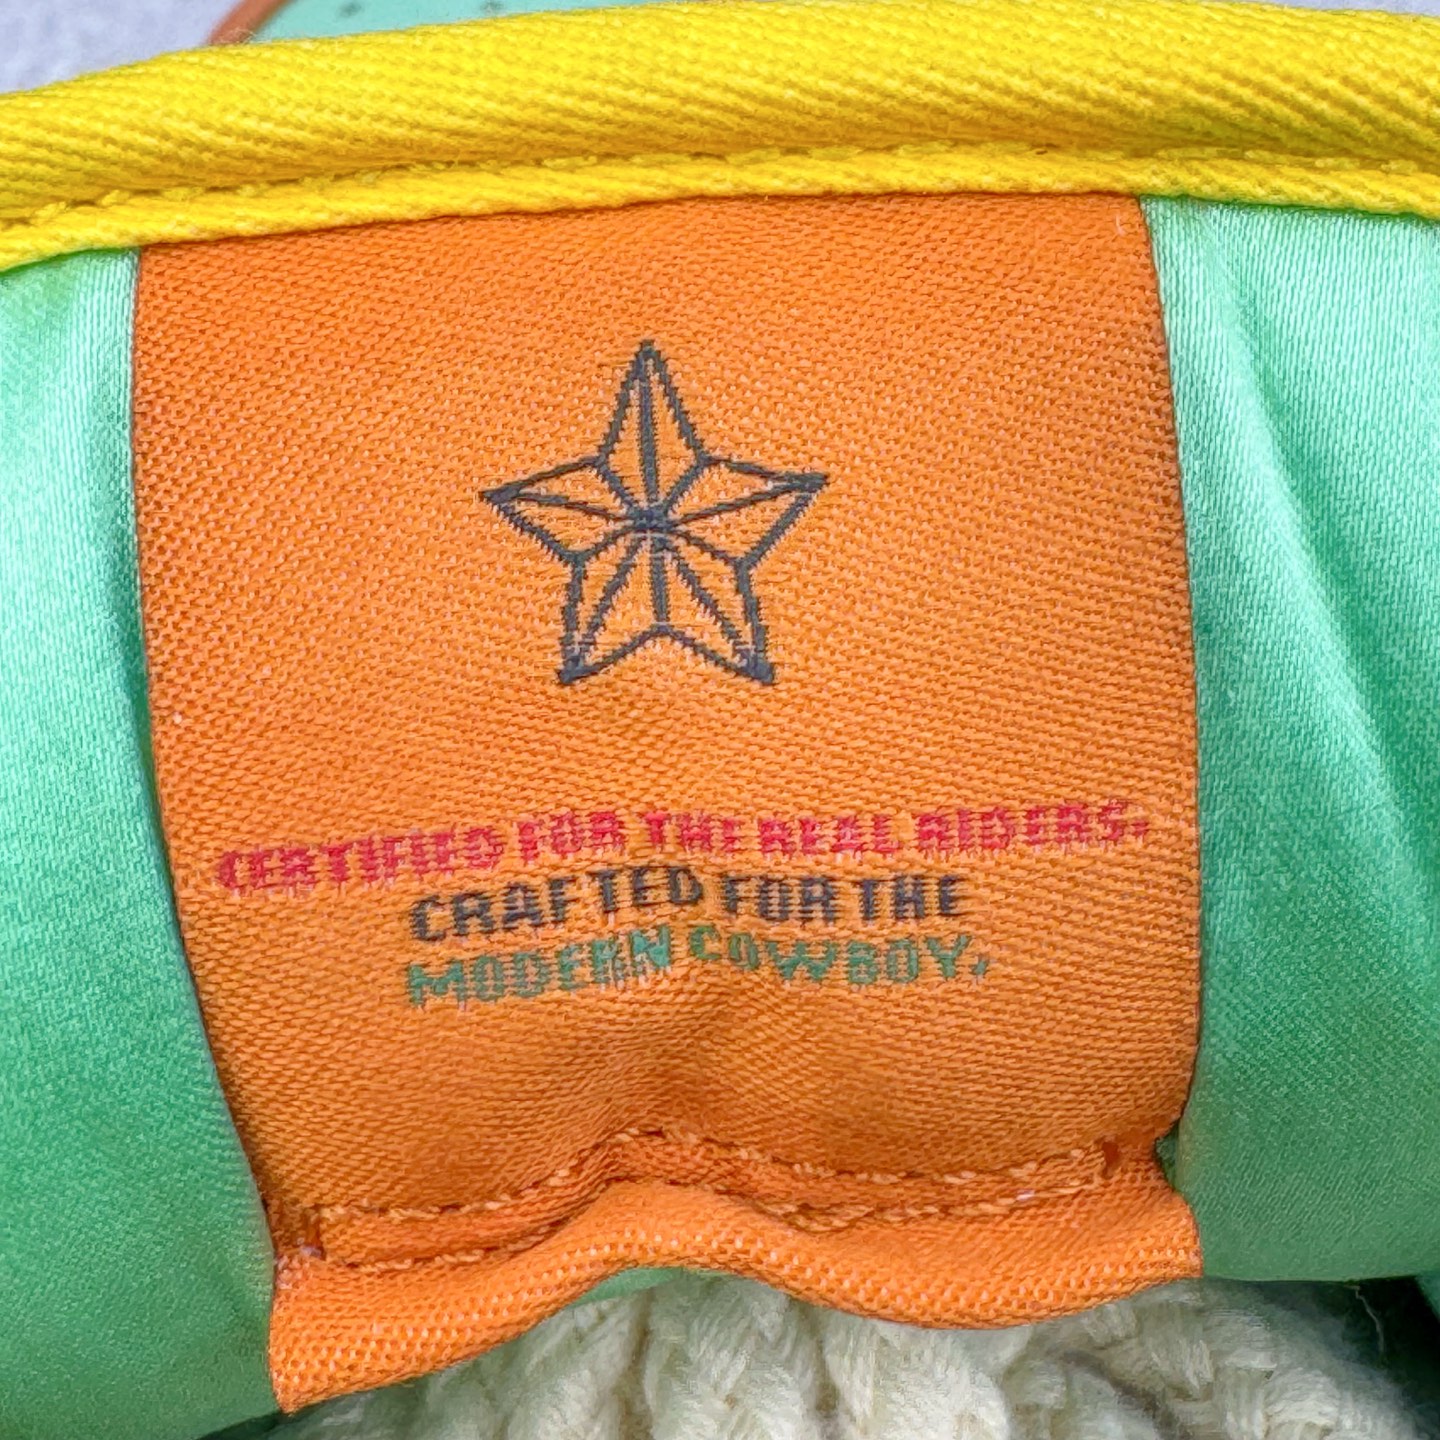 CERTIFIED FOR THE REAL RIDERS.
CRAFTED FOR THE
MODERN COWBOY.